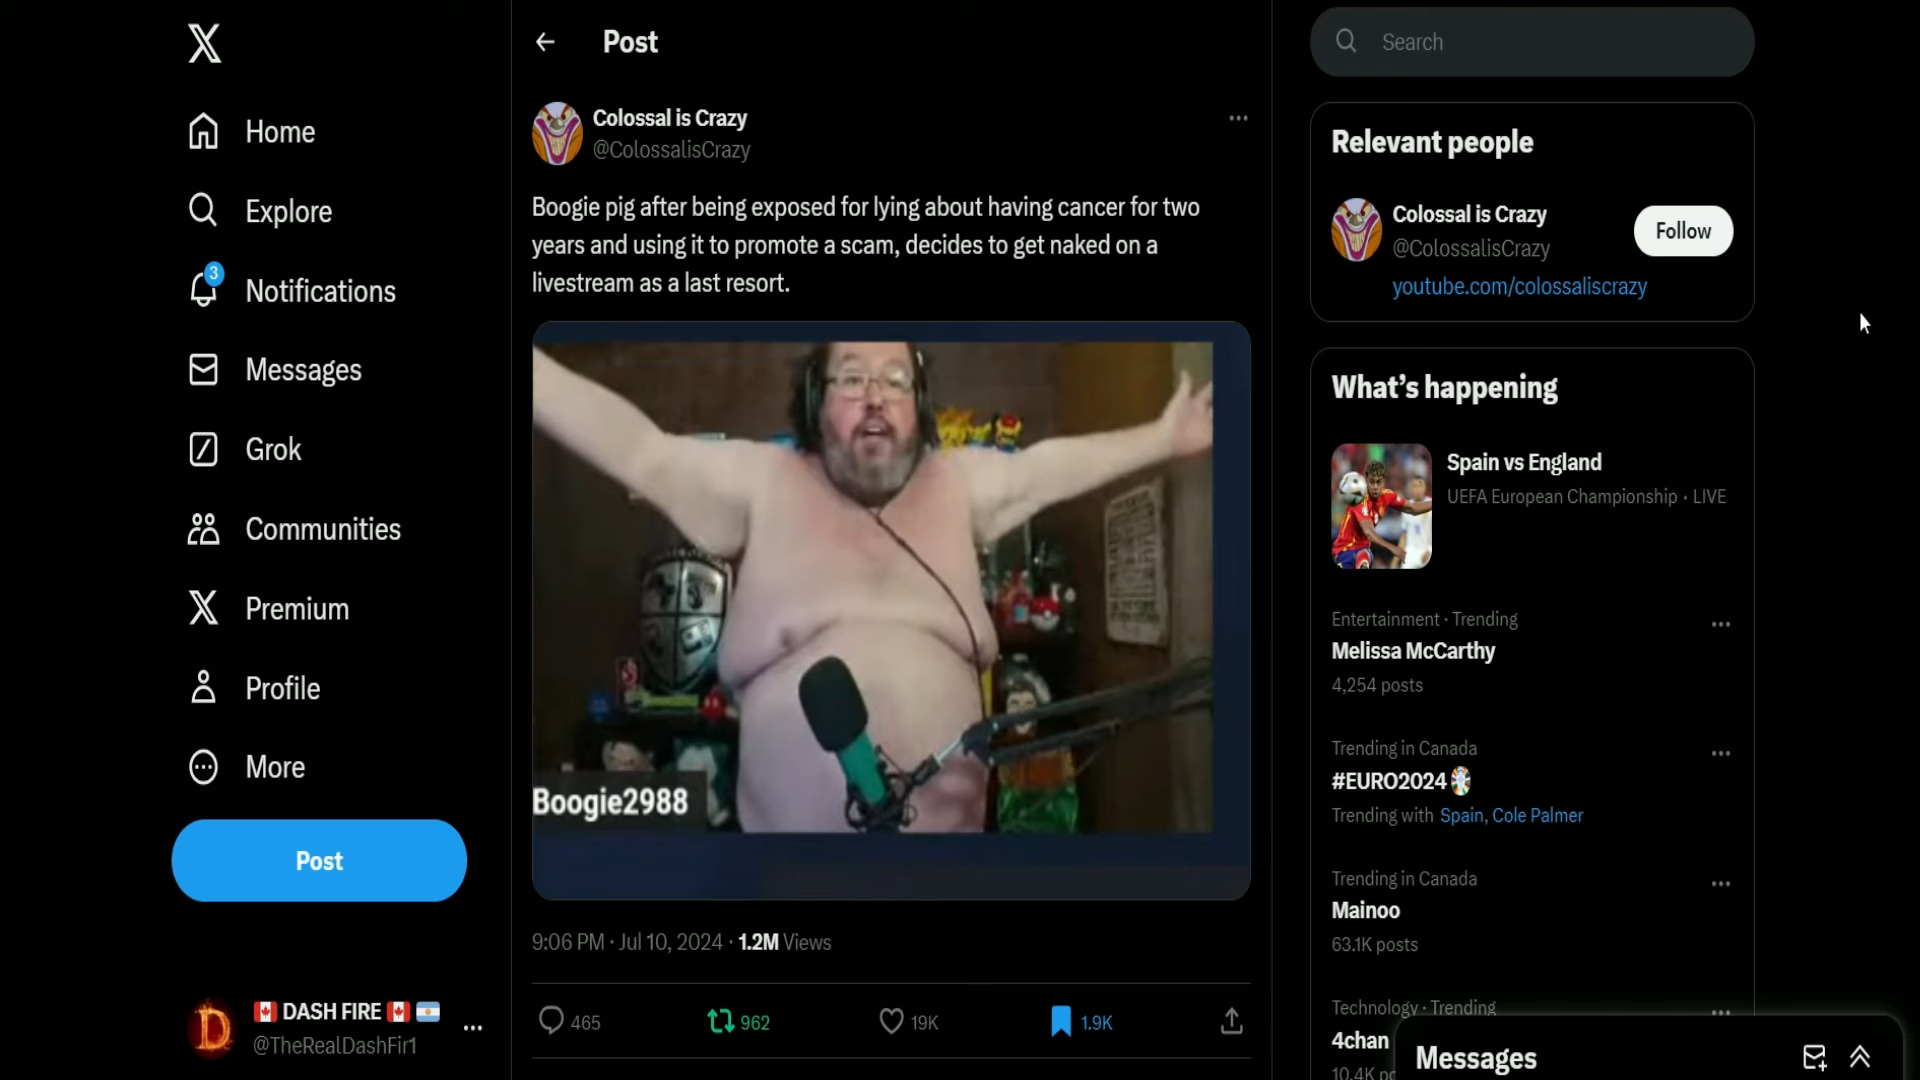 Home
Explore
3
Notifications
Messages
Grok
Communities
Premium
Profile
More
Post
DASH FIRE
@TheRealDashFir1
Post
Colossal is Crazy
@ColossalisCrazy
Boogie pig after being exposed for lying about having cancer for two
years and using it to promote a scam, decides to get naked on a
livestream as a last resort.
Boogie2988
9:06 PM · Jul 10, 2024 · 1.2M Views
465 962 19K 1.9K
Search
Relevant people
Colossal is Crazy
@ColossalisCrazy
Follow
youtube.com/colossaliscrazy
What's happening
Spain vs England
UEFA European Championship · LIVE
Entertainment · Trending
Melissa McCarthy
4,254 posts
Trending in Canada
#EURO2024
Trending with Spain, Cole Palmer
Trending in Canada
Mainoo
63.1K posts
Technology · Trending
4chan
10.4K
Messages